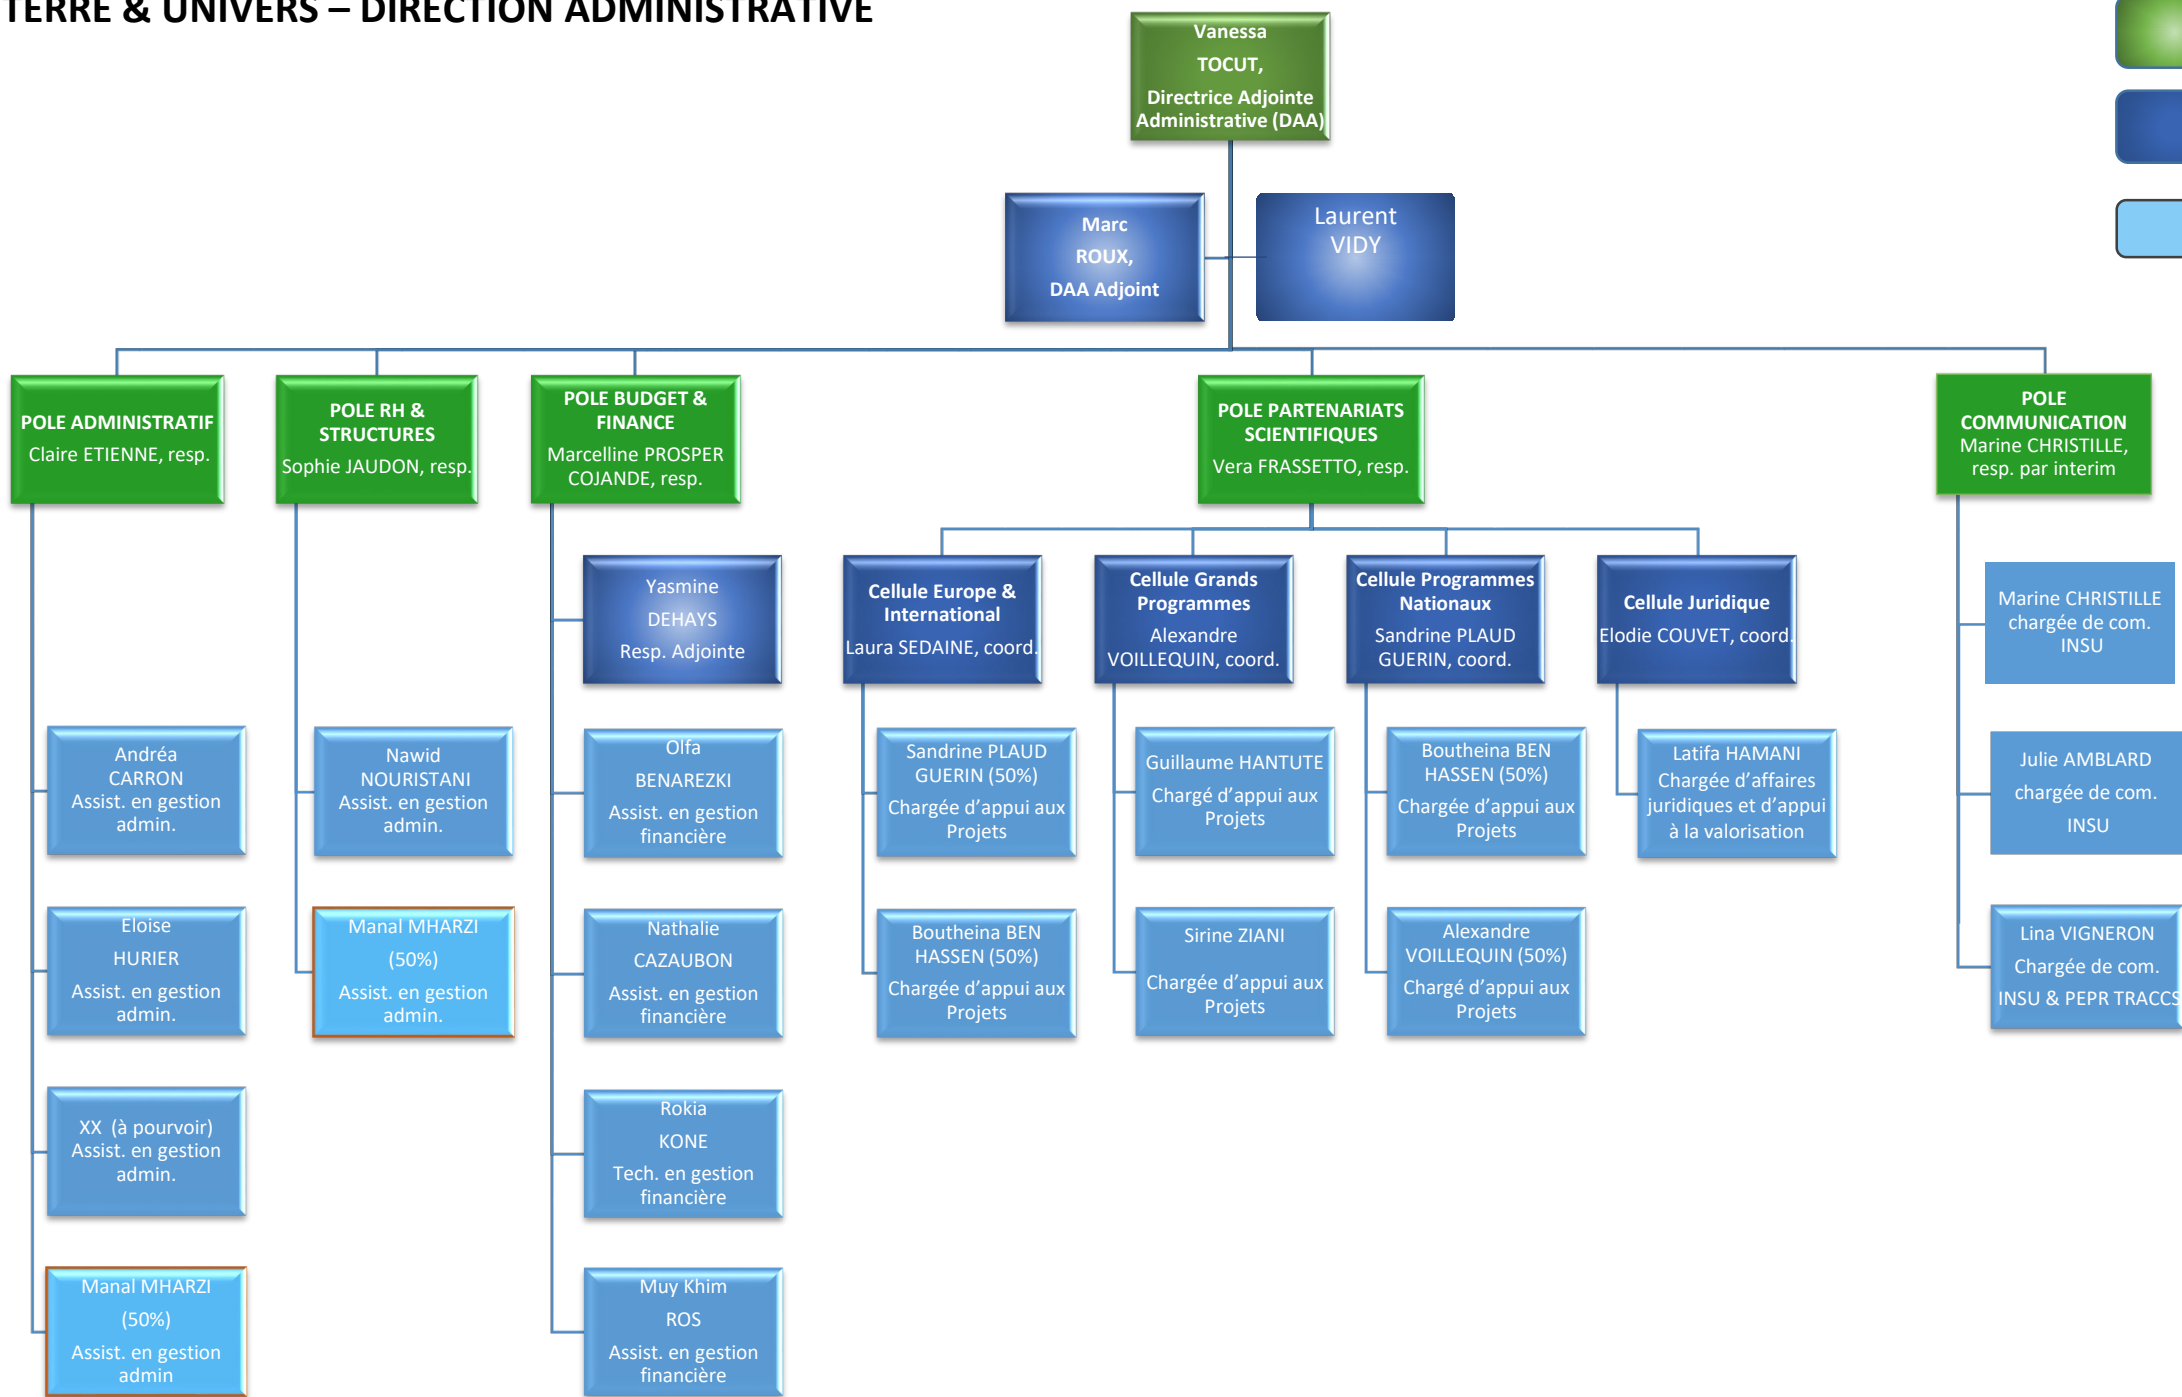 TERRE & UNIVERS – DIRECTION ADMINISTRATIVE
Vanessa
TOCUT,
Directrice Adjointe
Administrative (DAA)
Marc
ROUX,
DAA Adjoint
Laurent
VIDY
POLE ADMINISTRATIF
Claire ETIENNE, resp.
POLE RH &
STRUCTURES
Sophie JAUDON, resp.
POLE BUDGET &
FINANCE
Marcelline PROSPER
COJANDE, resp.
POLE PARTENARIATS
SCIENTIFIQUES
Vera FRASSETTO, resp.
POLE
COMMUNICATION
Marine CHRISTILLE,
resp. par interim
Yasmine
DEHAYS
Resp. Adjointe
Cellule Europe &
International
Laura SEDAINE, coord.
Cellule Grands
Programmes
Alexandre
VOILLEQUIN, coord.
Cellule Programmes
Nationaux
Sandrine PLAUD
GUERIN, coord.
Cellule Juridique
Elodie COUVET, coord.
Marine CHRISTILLE
chargée de com.
INSU
Andréa
CARRON
Assist. en gestion
admin.
Nawid
NOURISTANI
Assist. en gestion
admin.
Olfa
BENAREZKI
Assist. en gestion
financière
Sandrine PLAUD
GUERIN (50%)
Chargée d’appui aux
Projets
Guillaume HANTUTE
Chargé d’appui aux
Projets
Boutheina BEN
HASSEN (50%)
Chargée d’appui aux
Projets
Latifa HAMANI
Chargée d’affaires
juridiques et d’appui
à la valorisation
Julie AMBLARD
chargée de com.
INSU
Eloise
HURIER
Assist. en gestion
admin.
Manal MHARZI
(50%)
Assist. en gestion
admin.
Nathalie
CAZAUBON
Assist. en gestion
financière
Boutheina BEN
HASSEN (50%)
Chargée d’appui aux
Projets
Sirine ZIANI
Chargée d’appui aux
Projets
Alexandre
VOILLEQUIN (50%)
Chargé d’appui aux
Projets
Lina VIGNERON
Chargée de com.
INSU & PEPR TRACCS
XX (à pourvoir)
Assist. en gestion
admin.
Rokia
KONE
Tech. en gestion
financière
Manal MHARZI
(50%)
Assist. en gestion
admin
Muy Khim
ROS
Assist. en gestion
financière